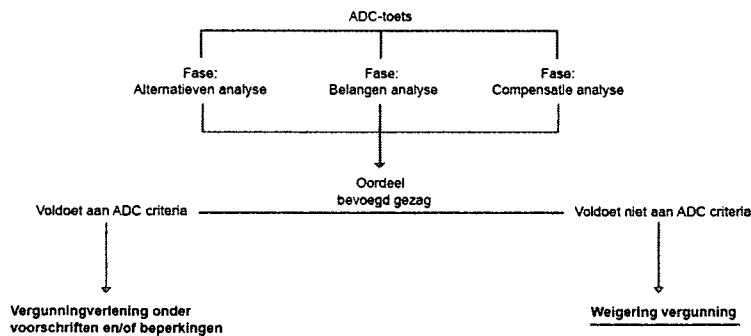 ADC-toets
Fase:
Alternatieven analyse
Fase:
Belangen analyse
Fase:
Compensatie analyse
Oordeel
bevoegd gezag
Voldoet aan ADC criteria
Voldoet niet aan ADC criteria
Vergunningverlening onder
voorschriften en/of beperkingen
Weigering vergunning